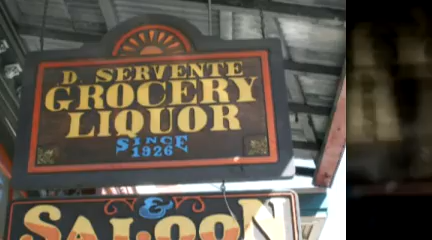 D. SERVENTE
GROCERY
LIQUOR
SINCE
1926
&
SALOON